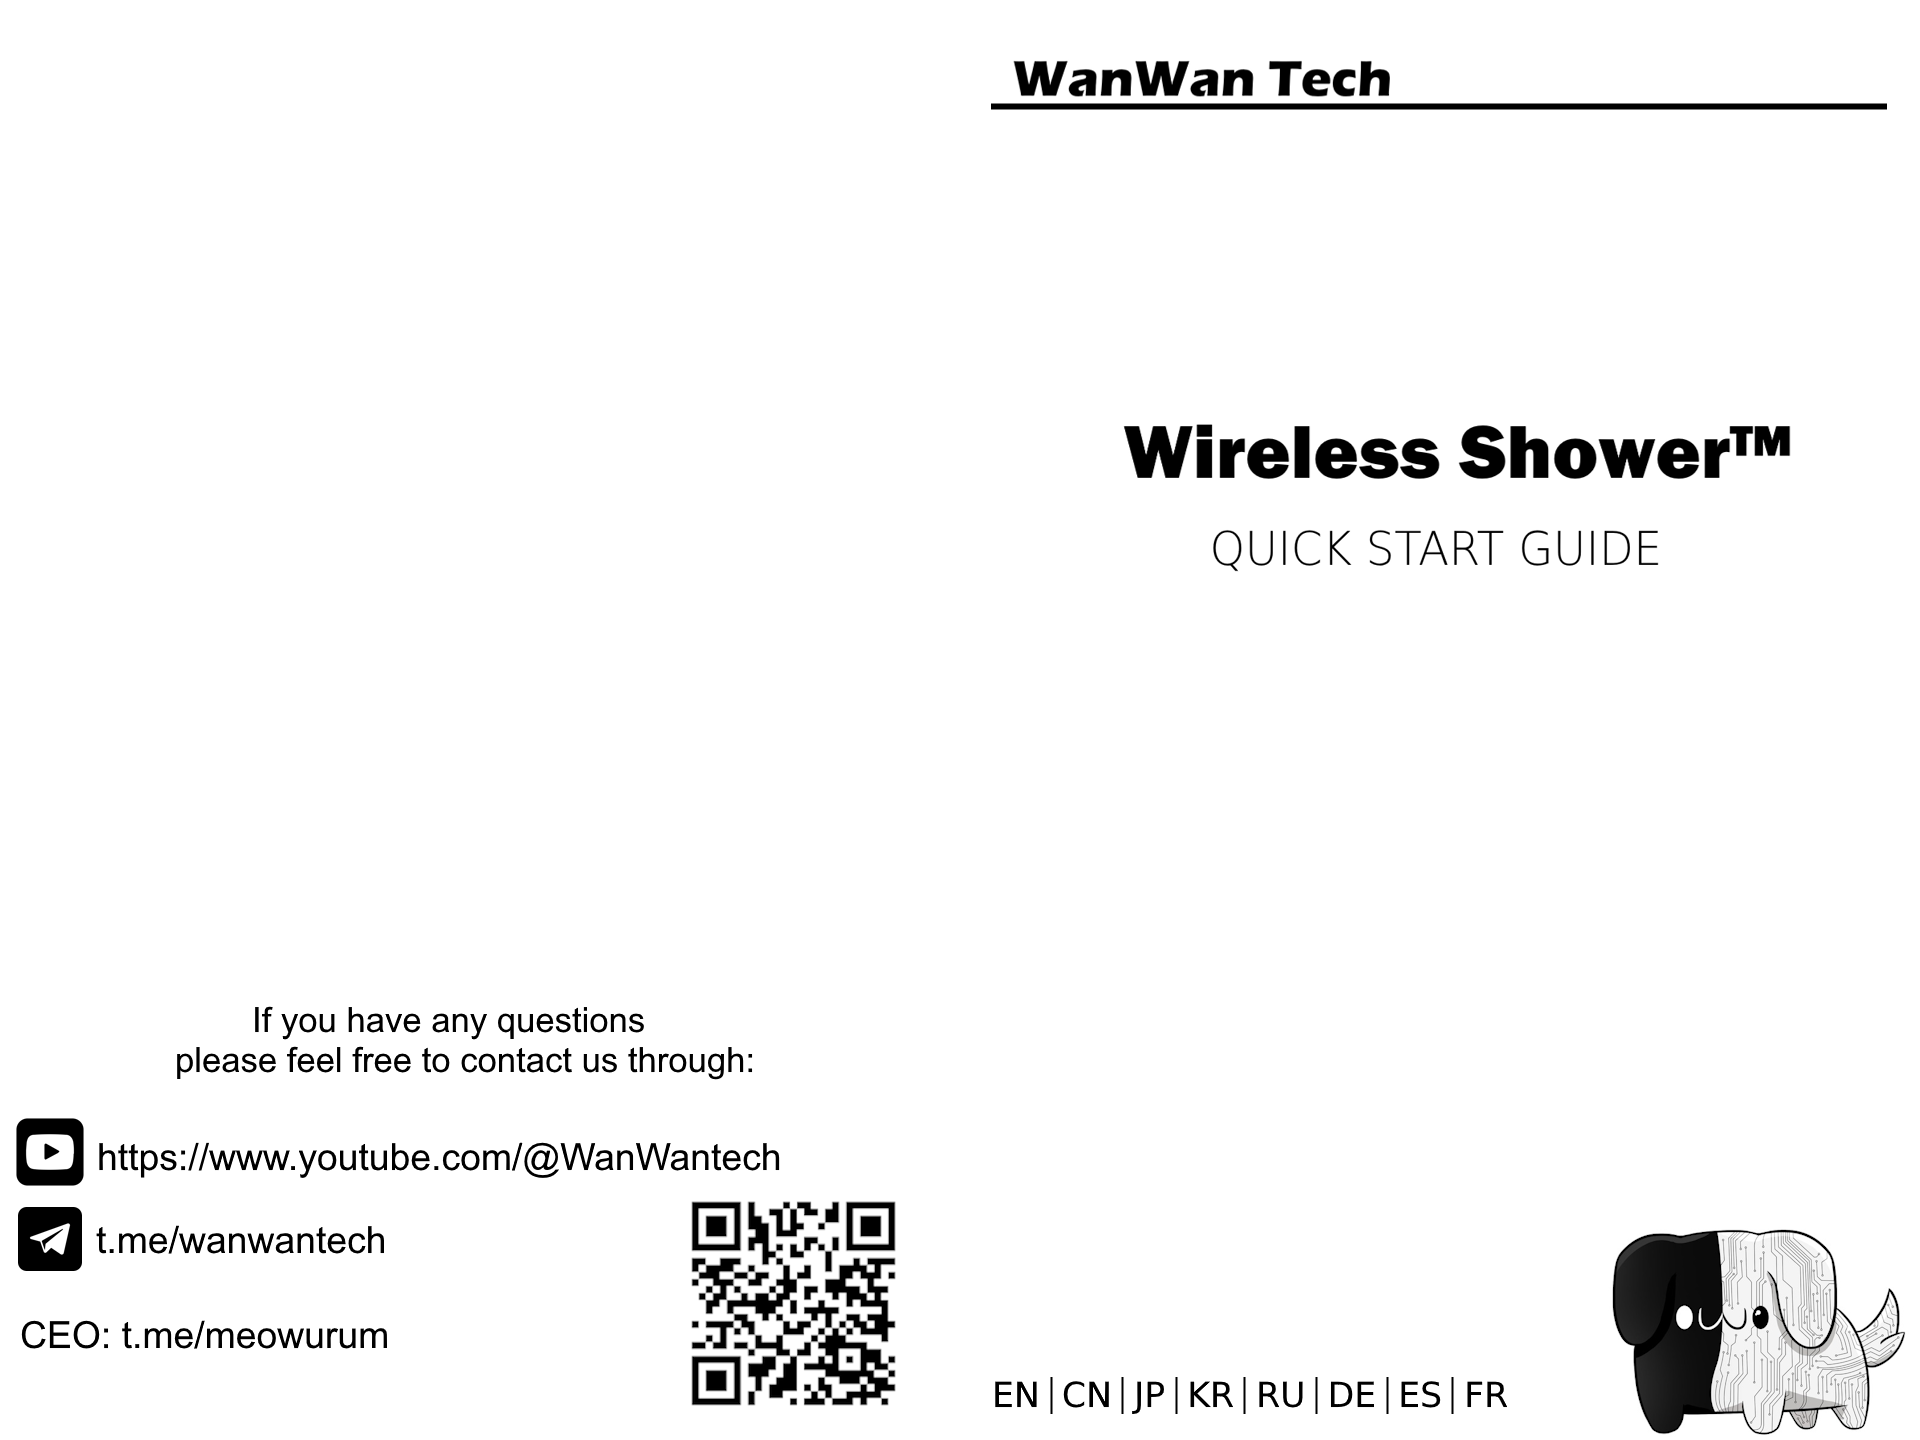 WanWan Tech
Wireless Shower™
QUICK START GUIDE
EN|CN|JP|KR|RU|DE|ES|FR
If you have any questions
please feel free to contact us through:
https://www.youtube.com/@WanWantech
t.me/wanwantech
CEO: t.me/meowurum